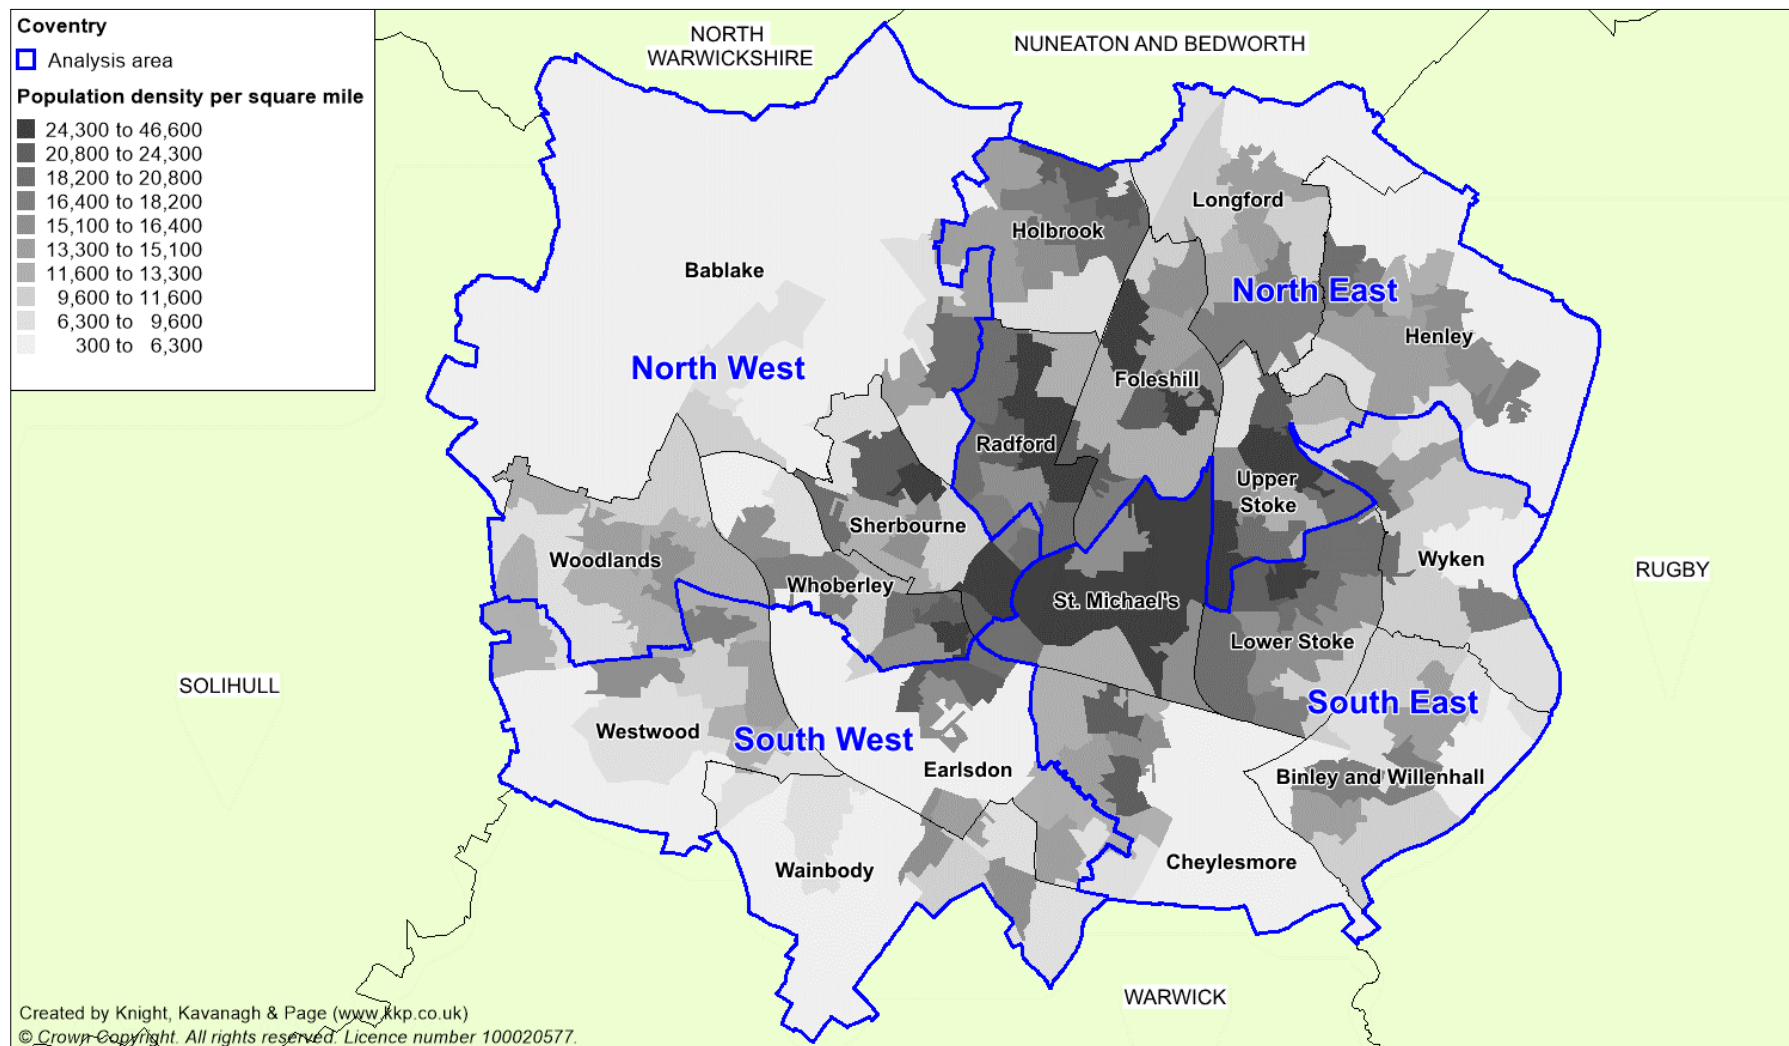 Coventry
Analysis area
Population density per square mile
24,300 to 46,600
20,800 to 24,300
18,200 to 20,800
16,400 to 18,200
15,100 to 16,400
13,300 to 15,100
11,600 to 13,300
9,600 to 11,600
6,300 to 9,600
300 to 6,300
NORTH
WARWICKSHIRE
NUNEATON AND BEDWORTH
Longford
Holbrook
Bablake
North East
Henley
North West
Foleshill
Radford
Upper
Stoke
Sherbourne
Woodlands
Wyken
RUGBY
Whoberley
St. Michael's
Lower Stoke
SOLIHULL
South East
Westwood
South West
Earlsdon
Binley and Willenhall
Cheylesmore
Wainbody
WARWICK
Created by Knight, Kavanagh & Page (www.kkp.co.uk)
© Crown Copyright. All rights reserved. Licence number 100020577.